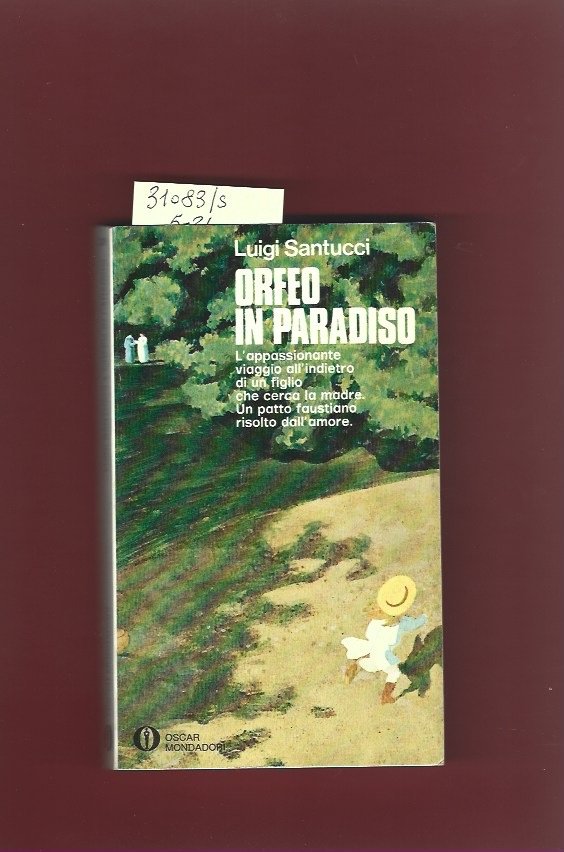 31083/s
Luigi Santucci
ORFEO
IN PARADISO
L'appassionante
viaggio all'indietro
di un figlio
che cerca la madre.
Un patto faustiano
risolto dall'amore.
OSCAR
MONDADORI